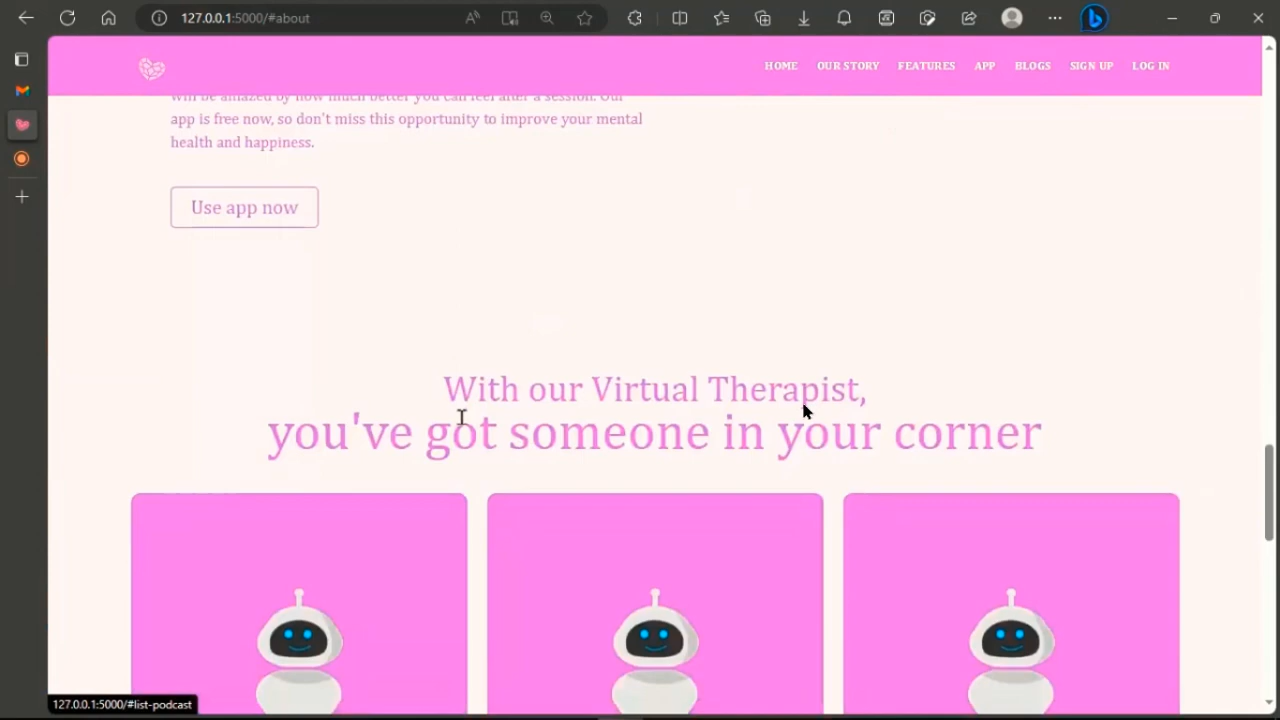 127.0.0.1:5000/#about
HOME OUR STORY FEATURES APP BLOGS SIGN UP LOG IN
will be amazed by how much better you can feel after a session. Our
app is free now, so don't miss this opportunity to improve your mental
health and happiness.
Use app now
With our Virtual Therapist,
you've got someone in your corner
127.0.0.1:5000/#list-podcast